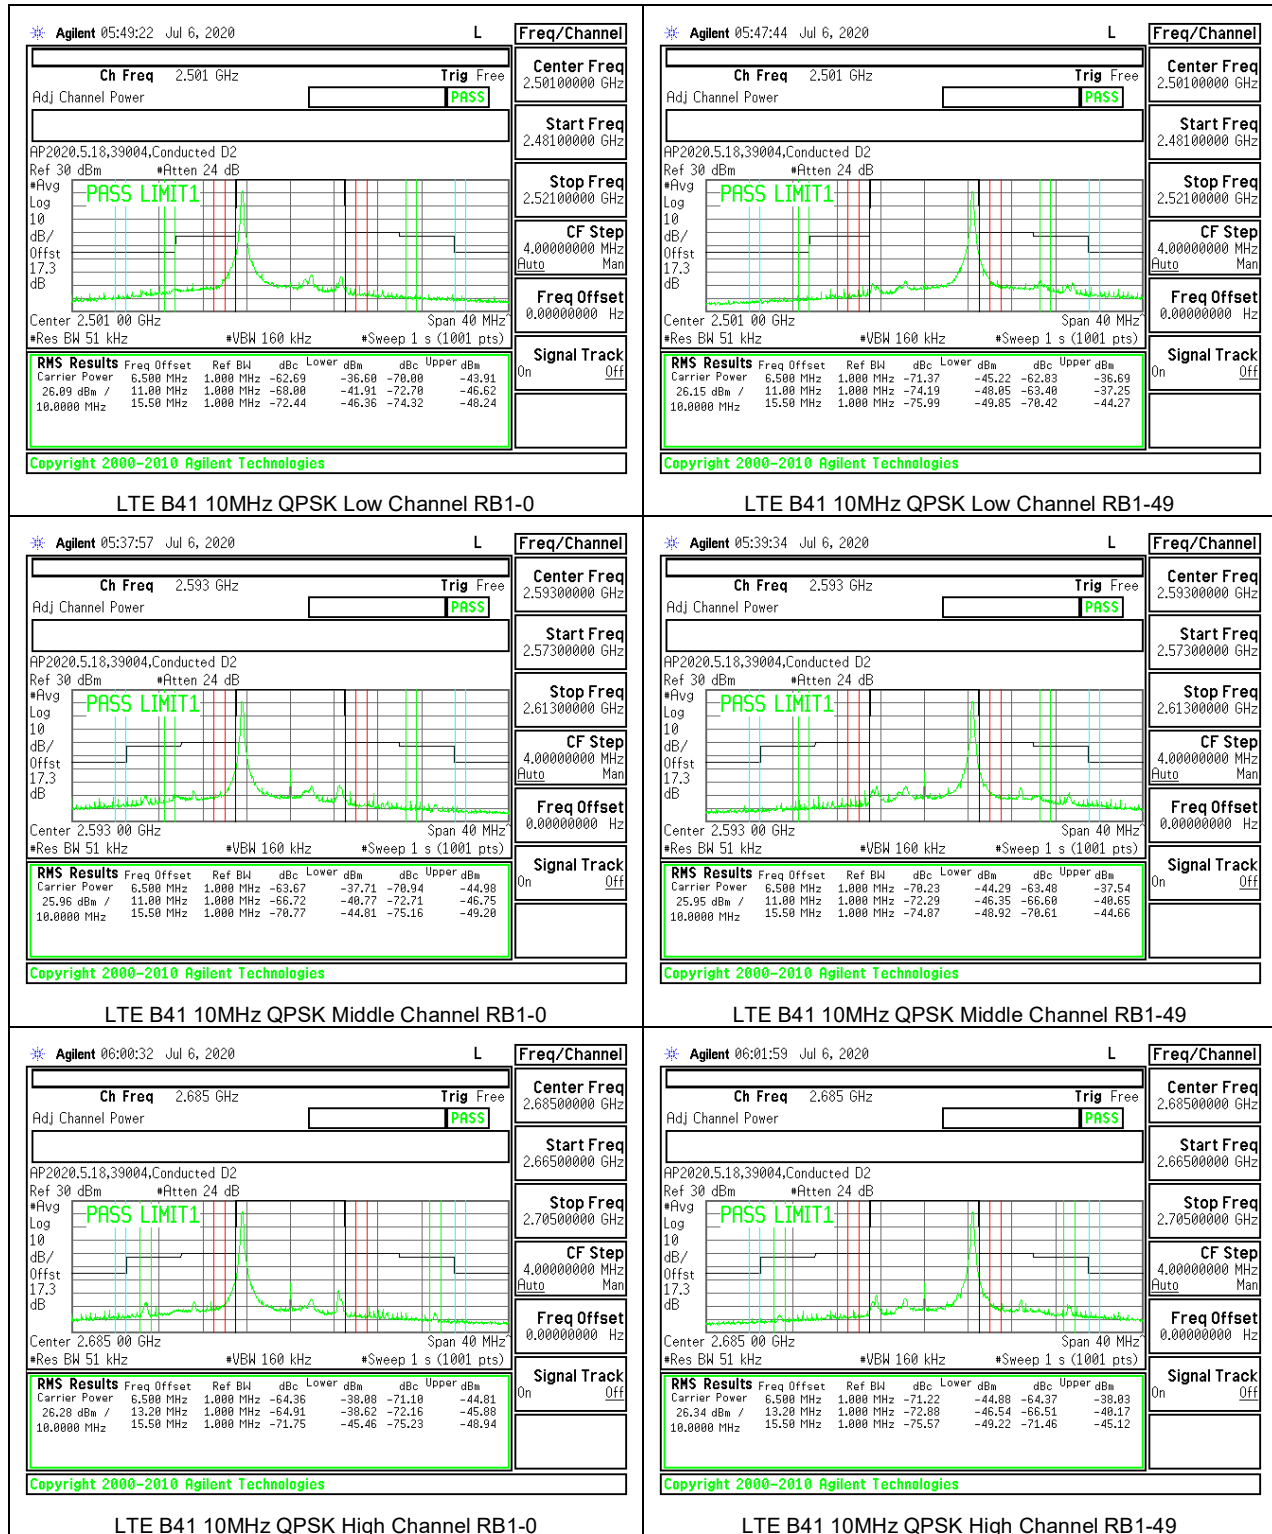 Agilent 05:49:22 Jul 6, 2020 L Freq/Channel
Ch Freq 2.501 GHz Trig Free
Adj Channel Power PASS
Center Freq
2.50100000 GHz
Start Freq
2.48100000 GHz
AP2020.5.18,39004,Conducted D2
Ref 30 dBm #Atten 24 dB
#Avg
Log
10
dB/
Offst
17.3
dB
PASS LIMIT1
Stop Freq
2.52100000 GHz
CF Step
4.00000000 MHz
Auto Man
Freq Offset
0.00000000 Hz
Center 2.501 00 GHz Span 40 MHz^
#Res BW 51 kHz #VBW 160 kHz #Sweep 1 s (1001 pts)
Signal Track
On Off
RMS Results Freq Offset Ref BW dBc Lower dBm dBc Upper dBm
Carrier Power 6.500 MHz 1.000 MHz -62.69 -36.60 -70.00 -43.91
26.09 dBm / 11.00 MHz 1.000 MHz -68.00 -41.91 -72.70 -46.62
10.0000 MHz 15.50 MHz 1.000 MHz -72.44 -46.36 -74.32 -48.24
Copyright 2000-2010 Agilent Technologies
LTE B41 10MHz QPSK Low Channel RB1-0
Agilent 05:47:44 Jul 6, 2020 L Freq/Channel
Ch Freq 2.501 GHz Trig Free
Adj Channel Power PASS
Center Freq
2.50100000 GHz
Start Freq
2.48100000 GHz
AP2020.5.18,39004,Conducted D2
Ref 30 dBm #Atten 24 dB
#Avg
Log
10
dB/
Offst
17.3
dB
PASS LIMIT1
Stop Freq
2.52100000 GHz
CF Step
4.00000000 MHz
Auto Man
Freq Offset
0.00000000 Hz
Center 2.501 00 GHz Span 40 MHz^
#Res BW 51 kHz #VBW 160 kHz #Sweep 1 s (1001 pts)
Signal Track
On Off
RMS Results Freq Offset Ref BW dBc Lower dBm dBc Upper dBm
Carrier Power 6.500 MHz 1.000 MHz -71.37 -45.22 -62.83 -36.69
26.15 dBm / 11.00 MHz 1.000 MHz -74.19 -48.05 -63.40 -37.25
10.0000 MHz 15.50 MHz 1.000 MHz -75.99 -49.85 -70.42 -44.27
Copyright 2000-2010 Agilent Technologies
LTE B41 10MHz QPSK Low Channel RB1-49
Agilent 05:37:57 Jul 6, 2020 L Freq/Channel
Ch Freq 2.593 GHz Trig Free
Adj Channel Power PASS
Center Freq
2.59300000 GHz
Start Freq
2.57300000 GHz
AP2020.5.18,39004,Conducted D2
Ref 30 dBm #Atten 24 dB
#Avg
Log
10
dB/
Offst
17.3
dB
PASS LIMIT1
Stop Freq
2.61300000 GHz
CF Step
4.00000000 MHz
Auto Man
Freq Offset
0.00000000 Hz
Center 2.593 00 GHz Span 40 MHz^
#Res BW 51 kHz #VBW 160 kHz #Sweep 1 s (1001 pts)
Signal Track
On Off
RMS Results Freq Offset Ref BW dBc Lower dBm dBc Upper dBm
Carrier Power 6.500 MHz 1.000 MHz -63.67 -37.71 -70.94 -44.98
25.96 dBm / 11.00 MHz 1.000 MHz -66.72 -40.77 -72.71 -46.75
10.0000 MHz 15.50 MHz 1.000 MHz -70.77 -44.81 -75.16 -49.20
Copyright 2000-2010 Agilent Technologies
LTE B41 10MHz QPSK Middle Channel RB1-0
Agilent 05:39:34 Jul 6, 2020 L Freq/Channel
Ch Freq 2.593 GHz Trig Free
Adj Channel Power PASS
Center Freq
2.59300000 GHz
Start Freq
2.57300000 GHz
AP2020.5.18,39004,Conducted D2
Ref 30 dBm #Atten 24 dB
#Avg
Log
10
dB/
Offst
17.3
dB
PASS LIMIT1
Stop Freq
2.61300000 GHz
CF Step
4.00000000 MHz
Auto Man
Freq Offset
0.00000000 Hz
Center 2.593 00 GHz Span 40 MHz^
#Res BW 51 kHz #VBW 160 kHz #Sweep 1 s (1001 pts)
Signal Track
On Off
RMS Results Freq Offset Ref BW dBc Lower dBm dBc Upper dBm
Carrier Power 6.500 MHz 1.000 MHz -70.23 -44.29 -63.48 -37.54
25.95 dBm / 11.00 MHz 1.000 MHz -72.29 -46.35 -66.60 -40.65
10.0000 MHz 15.50 MHz 1.000 MHz -74.87 -48.92 -70.61 -44.66
Copyright 2000-2010 Agilent Technologies
LTE B41 10MHz QPSK Middle Channel RB1-49
Agilent 06:00:32 Jul 6, 2020 L Freq/Channel
Ch Freq 2.685 GHz Trig Free
Adj Channel Power PASS
Center Freq
2.68500000 GHz
Start Freq
2.66500000 GHz
AP2020.5.18,39004,Conducted D2
Ref 30 dBm #Atten 24 dB
#Avg
Log
10
dB/
Offst
17.3
dB
PASS LIMIT1
Stop Freq
2.70500000 GHz
CF Step
4.00000000 MHz
Auto Man
Freq Offset
0.00000000 Hz
Center 2.685 00 GHz Span 40 MHz^
#Res BW 51 kHz #VBW 160 kHz #Sweep 1 s (1001 pts)
Signal Track
On Off
RMS Results Freq Offset Ref BW dBc Lower dBm dBc Upper dBm
Carrier Power 6.500 MHz 1.000 MHz -64.36 -38.08 -71.10 -44.81
26.28 dBm / 13.20 MHz 1.000 MHz -64.91 -38.62 -72.16 -45.88
10.0000 MHz 15.50 MHz 1.000 MHz -71.75 -45.46 -75.23 -48.94
Copyright 2000-2010 Agilent Technologies
LTE B41 10MHz QPSK High Channel RB1-0
Agilent 06:01:59 Jul 6, 2020 L Freq/Channel
Ch Freq 2.685 GHz Trig Free
Adj Channel Power PASS
Center Freq
2.68500000 GHz
Start Freq
2.66500000 GHz
AP2020.5.18,39004,Conducted D2
Ref 30 dBm #Atten 24 dB
#Avg
Log
10
dB/
Offst
17.3
dB
PASS LIMIT1
Stop Freq
2.70500000 GHz
CF Step
4.00000000 MHz
Auto Man
Freq Offset
0.00000000 Hz
Center 2.685 00 GHz Span 40 MHz^
#Res BW 51 kHz #VBW 160 kHz #Sweep 1 s (1001 pts)
Signal Track
On Off
RMS Results Freq Offset Ref BW dBc Lower dBm dBc Upper dBm
Carrier Power 6.500 MHz 1.000 MHz -71.22 -44.88 -64.37 -38.03
26.34 dBm / 13.20 MHz 1.000 MHz -72.88 -46.54 -66.51 -40.17
10.0000 MHz 15.50 MHz 1.000 MHz -75.57 -49.22 -71.46 -45.12
Copyright 2000-2010 Agilent Technologies
LTE B41 10MHz QPSK High Channel RB1-49